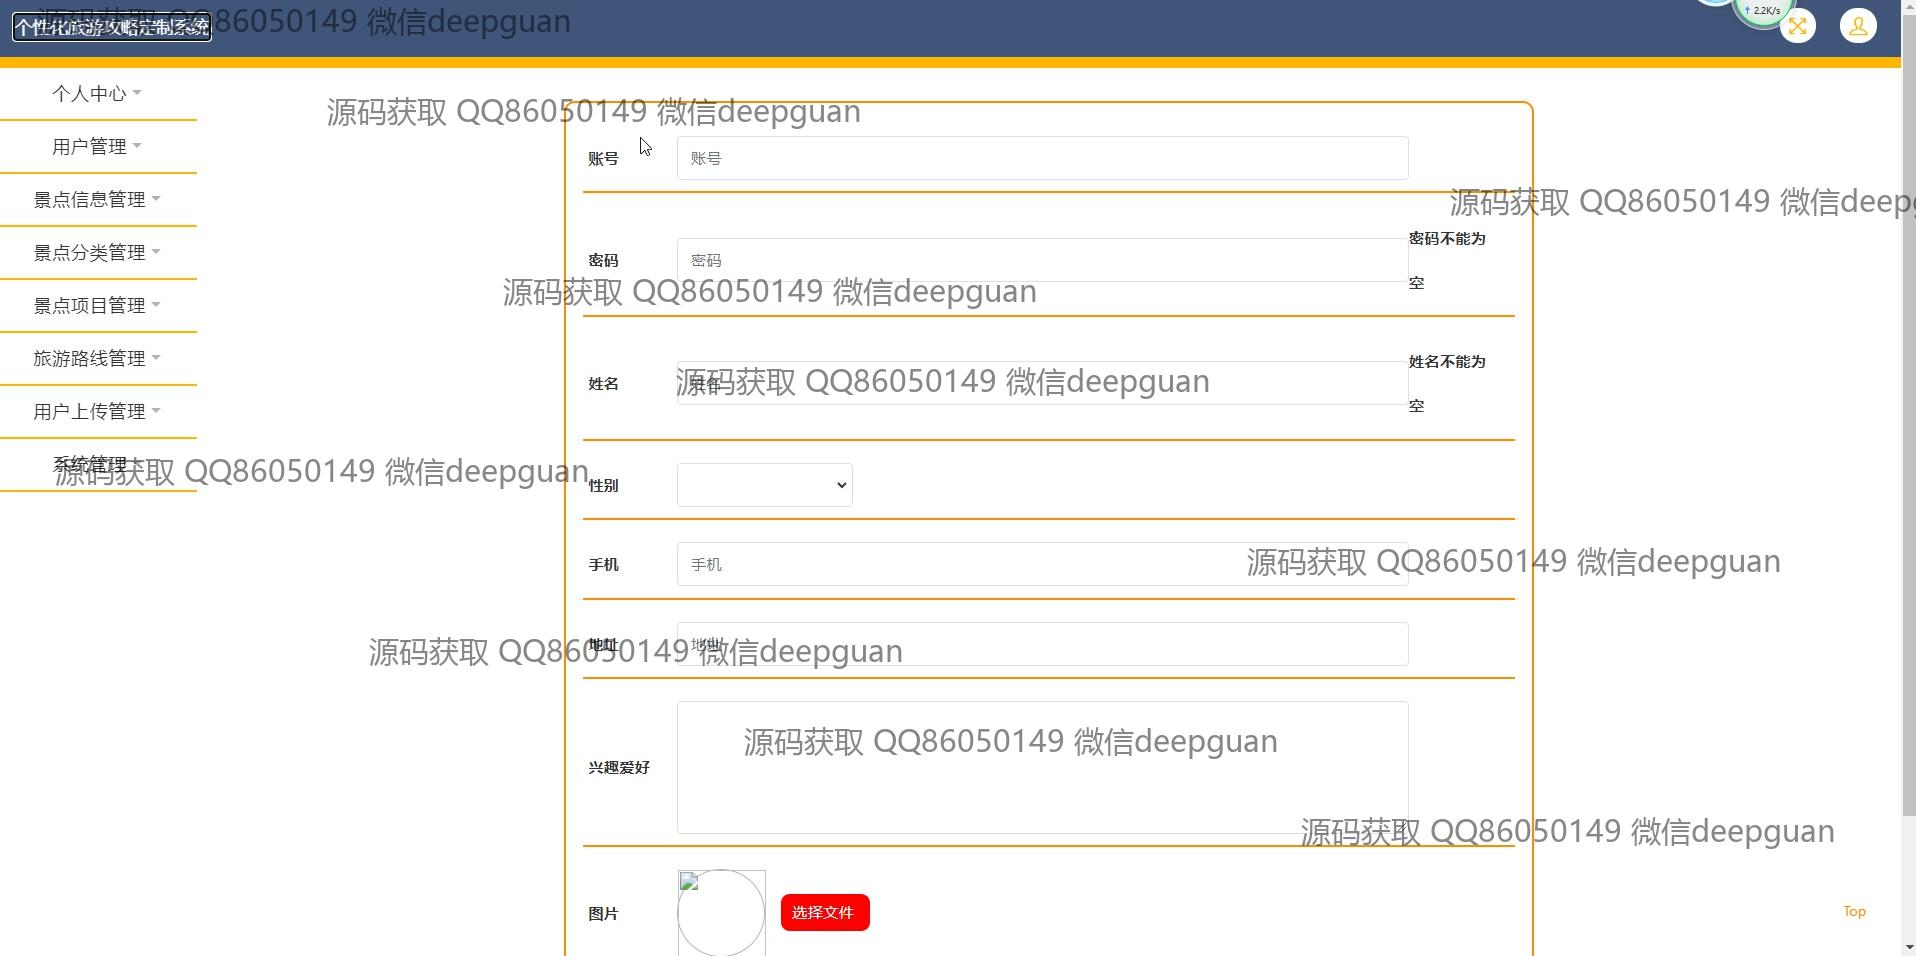 个性化旅游攻略定制系统
源码获取 QQ86050149 微信deepguan
↑ 2.2K/s
个人中心
用户管理
景点信息管理
景点分类管理
景点项目管理
旅游路线管理
用户上传管理
系统管理
源码获取 QQ86050149 微信deepguan
源码获取 QQ86050149 微信deepguan
账号 账号
源码获取 QQ86050149 微信deep
密码 密码 密码不能为
空
源码获取 QQ86050149 微信deepguan
姓名 姓名 姓名不能为
空
源码获取 QQ86050149 微信deepguan
性别
手机 手机
源码获取 QQ86050149 微信deepguan
地址 地址
源码获取 QQ86050149 微信deepguan
源码获取 QQ86050149 微信deepguan
兴趣爱好
源码获取 QQ86050149 微信deepguan
图片 选择文件
Top